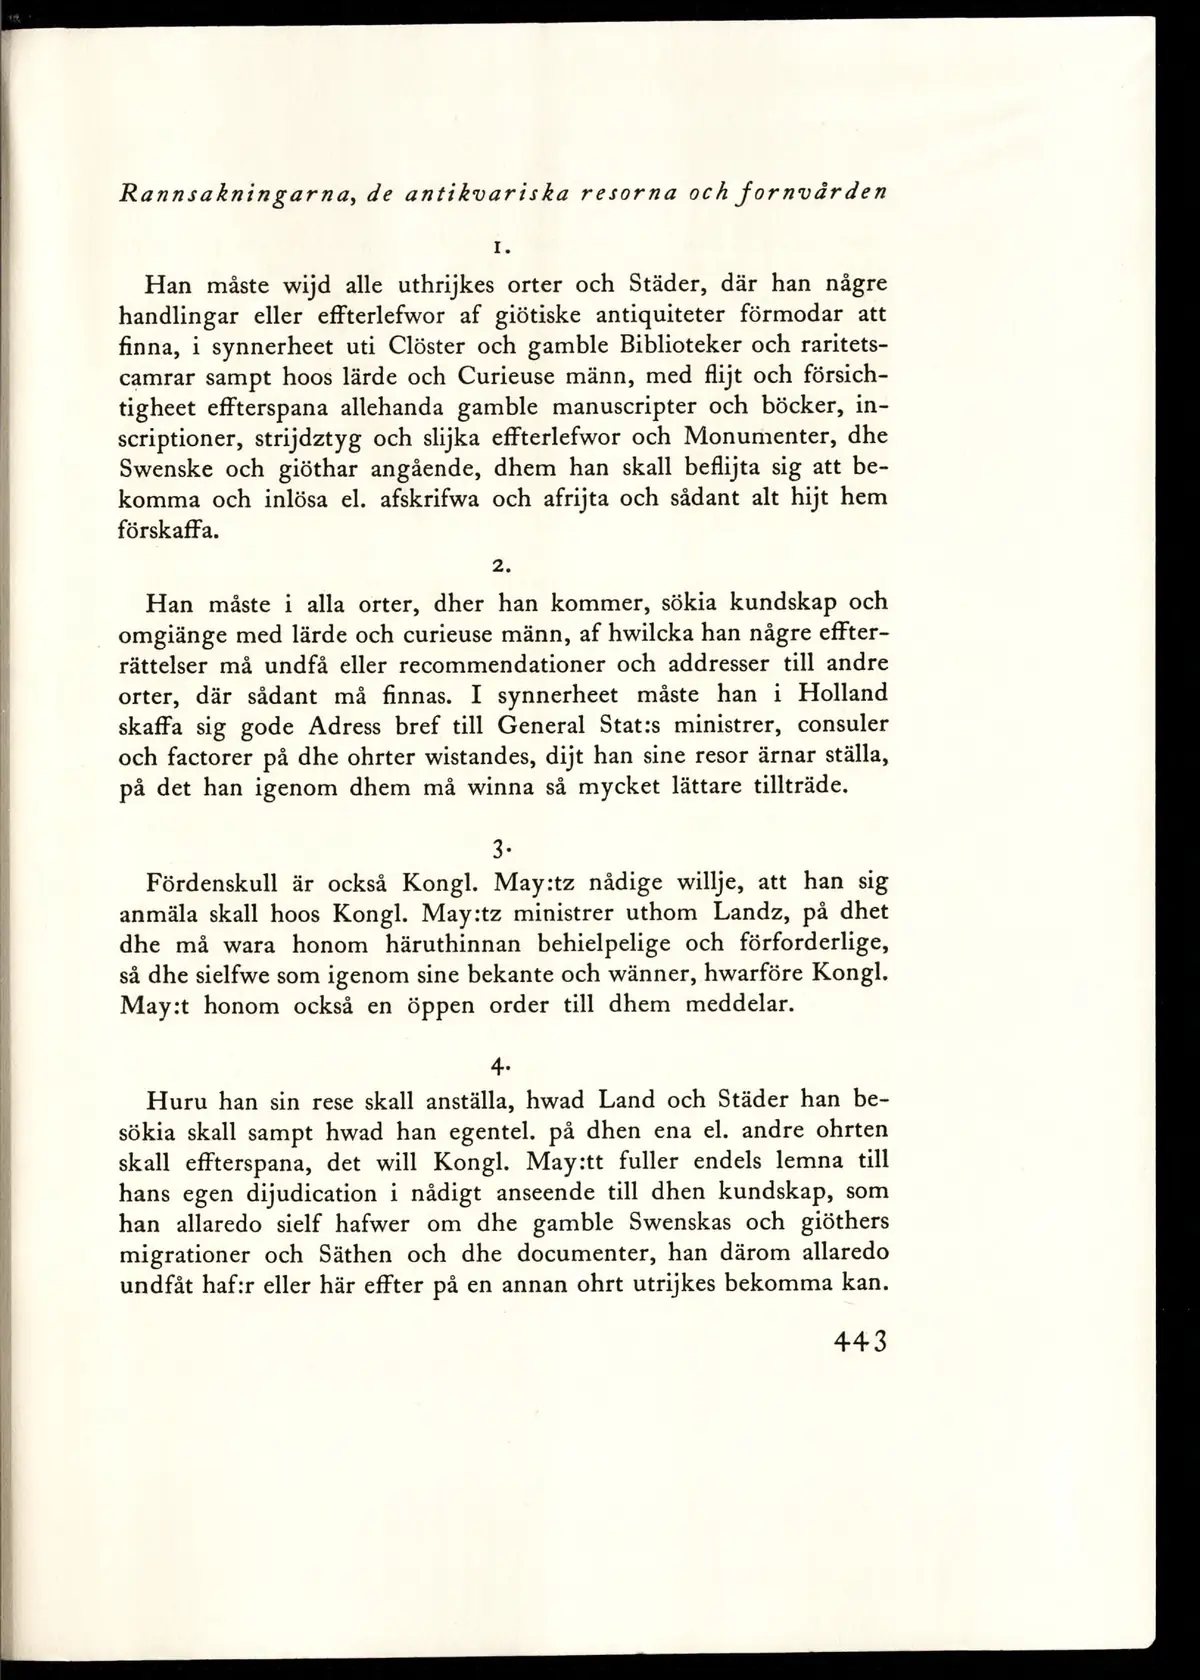 Rannsakningarna, de antikvariska resorna och fornvården
1.
Han måste wijd alle uthrijkes orter och Städer, där han någre
handlingar eller effterlefwor af giötiske antiquiteter förmodar att
finna, i synnerheet uti Clöster och gamble Biblioteker och raritets-
camrar sampt hoos lärde och Curieuse männ, med flijt och försich-
tigheet effterspana allehanda gamble manuscripter och böcker, in-
scriptioner, strijdztyg och slijka effterlefwor och Monumenter, dhe
Swenske och giöthar angående, dhem han skall beflijta sig att be-
komma och inlösa el. afskrifwa och afrijta och sådant alt hijt hem
förskaffa.
2.
Han måste i alla orter, dher han kommer, sökia kundskap och
omgiänge med lärde och curieuse männ, af hwilcka han någre effter-
rättelser må undfå eller recommendationer och addresser till andre
orter, där sådant må finnas. I synnerheet måste han i Holland
skaffa sig gode Adress bref till General Stat:s ministrer, consuler
och factorer på dhe ohrter wistandes, dijt han sine resor ärnar ställa,
på det han igenom dhem må winna så mycket lättare tillträde.
3.
Fördenskull är också Kongl. May:tz nådige willje, att han sig
anmäla skall hoos Kongl. May:tz ministrer uthom Landz, på dhet
dhe må wara honom häruthinnan behielpelige och förforderlige,
så dhe sielfwe som igenom sine bekante och wänner, hwarföre Kongl.
May:t honom också en öppen order till dhem meddelar.
4.
Huru han sin rese skall anställa, hwad Land och Städer han be-
sökia skall sampt hwad han egentel. på dhen ena el. andre ohrten
skall effterspana, det will Kongl. May:tt fuller endels lemna till
hans egen dijudication i nådigt anseende till dhen kundskap, som
han allaredo sielf hafwer om dhe gamble Swenskas och giöthers
migrationer och Säthen och dhe documenter, han därom allaredo
undfåt haf:r eller här effter på en annan ohrt utrijkes bekomma kan.
443